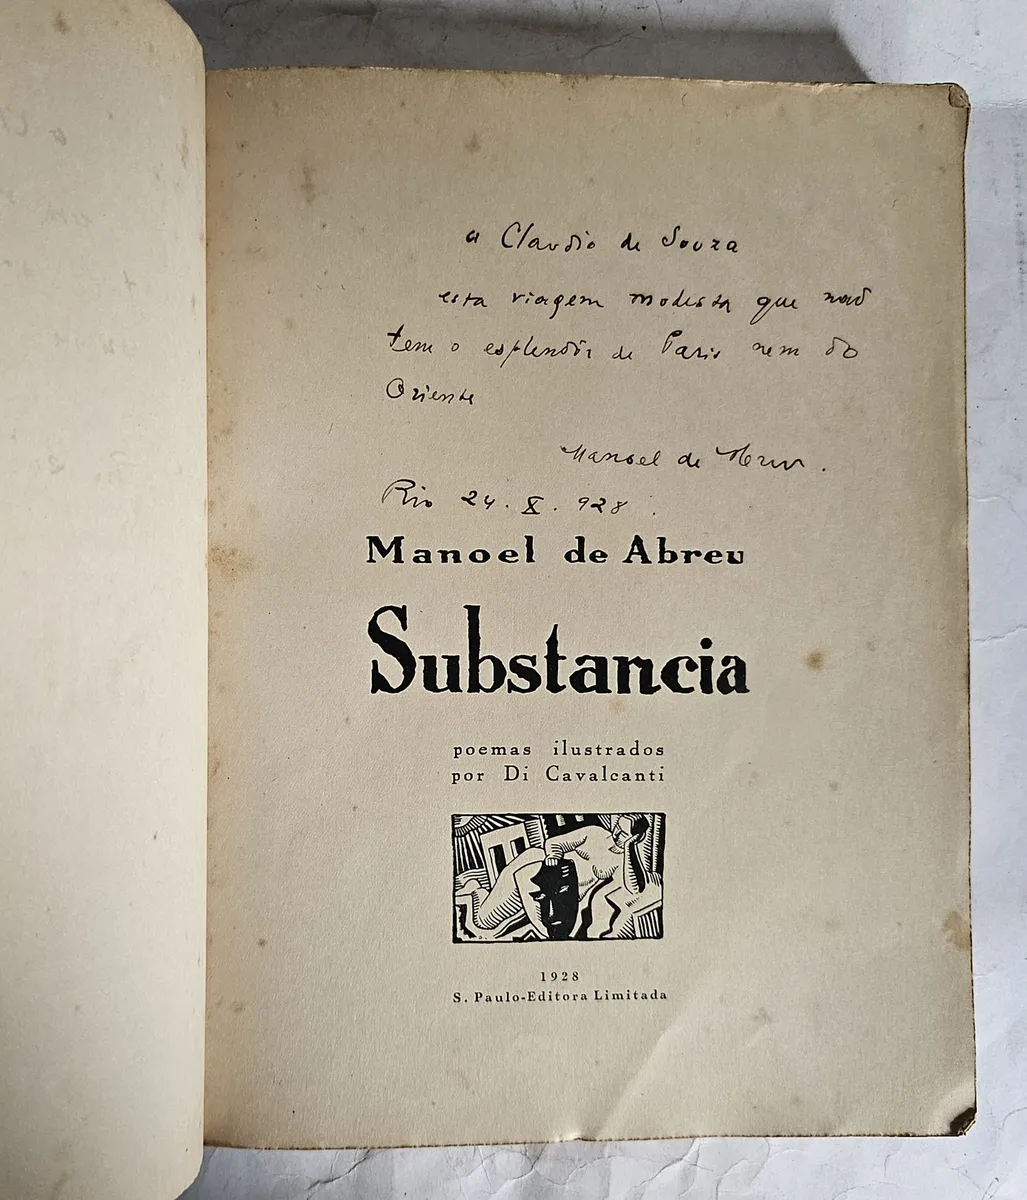 a Claudio de Souza
esta viagem modesta que não
tem o esplendor de Paris nem do
Oriente
Manoel de Abreu.
Rio 24. X. 928.
Manoel de Abreu
Substancia
poemas ilustrados
por Di Cavalcanti
1928
S. Paulo-Editora Limitada